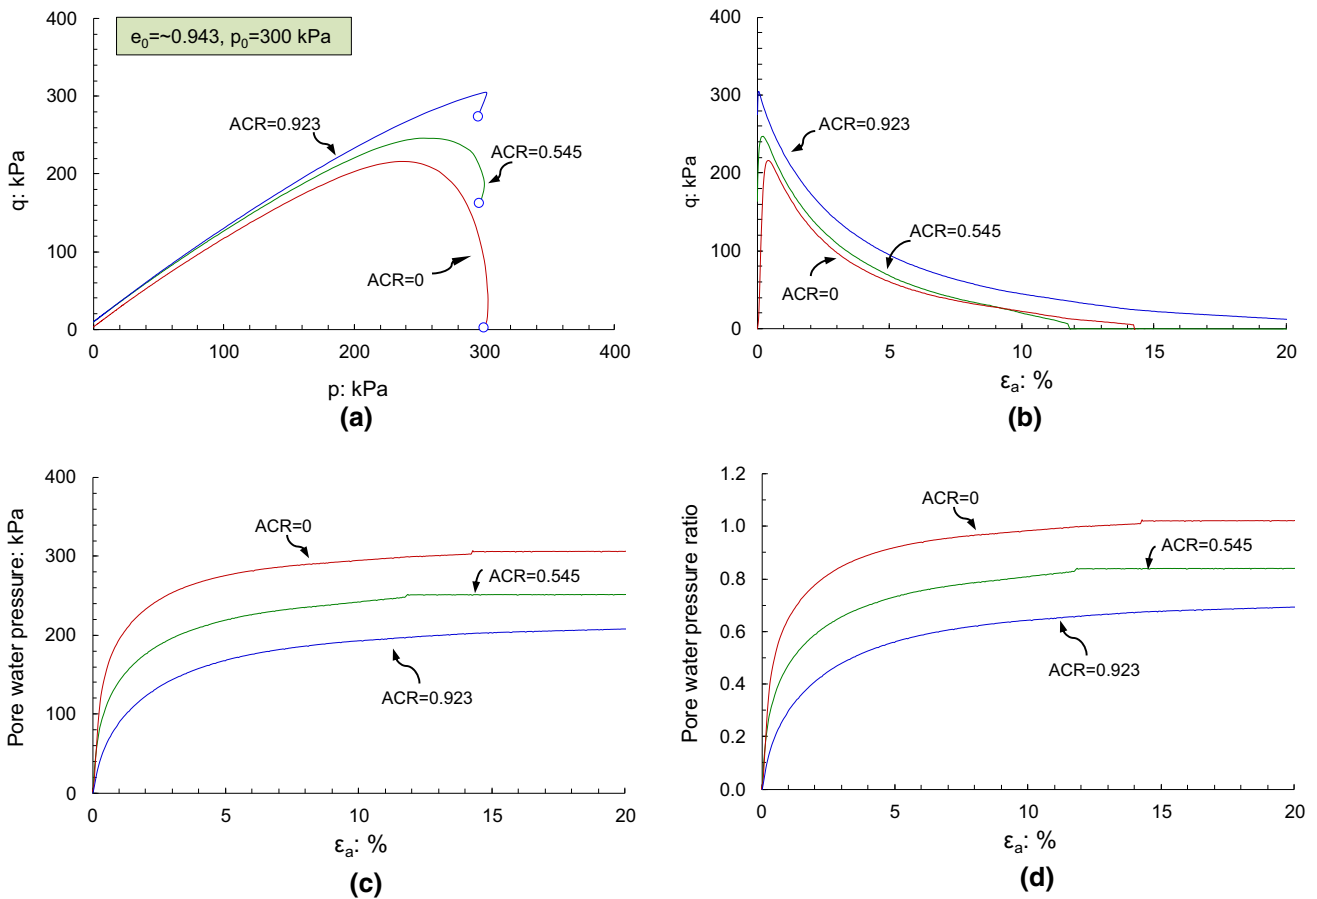 e₀=~0.943, p₀=300 kPa
q: kPa
400
300
200
100
0
ACR=0.923
ACR=0.545
ACR=0
0 100 200 300 400
p: kPa
(a)
q: kPa
400
300
200
100
0
ACR=0.923
ACR=0.545
ACR=0
0 5 10 15 20
εₐ: %
(b)
Pore water pressure: kPa
400
300
200
100
0
ACR=0
ACR=0.545
ACR=0.923
0 5 10 15 20
εₐ: %
(c)
Pore water pressure ratio
1.2
1.0
0.8
0.6
0.4
0.2
0.0
ACR=0
ACR=0.545
ACR=0.923
0 5 10 15 20
εₐ: %
(d)